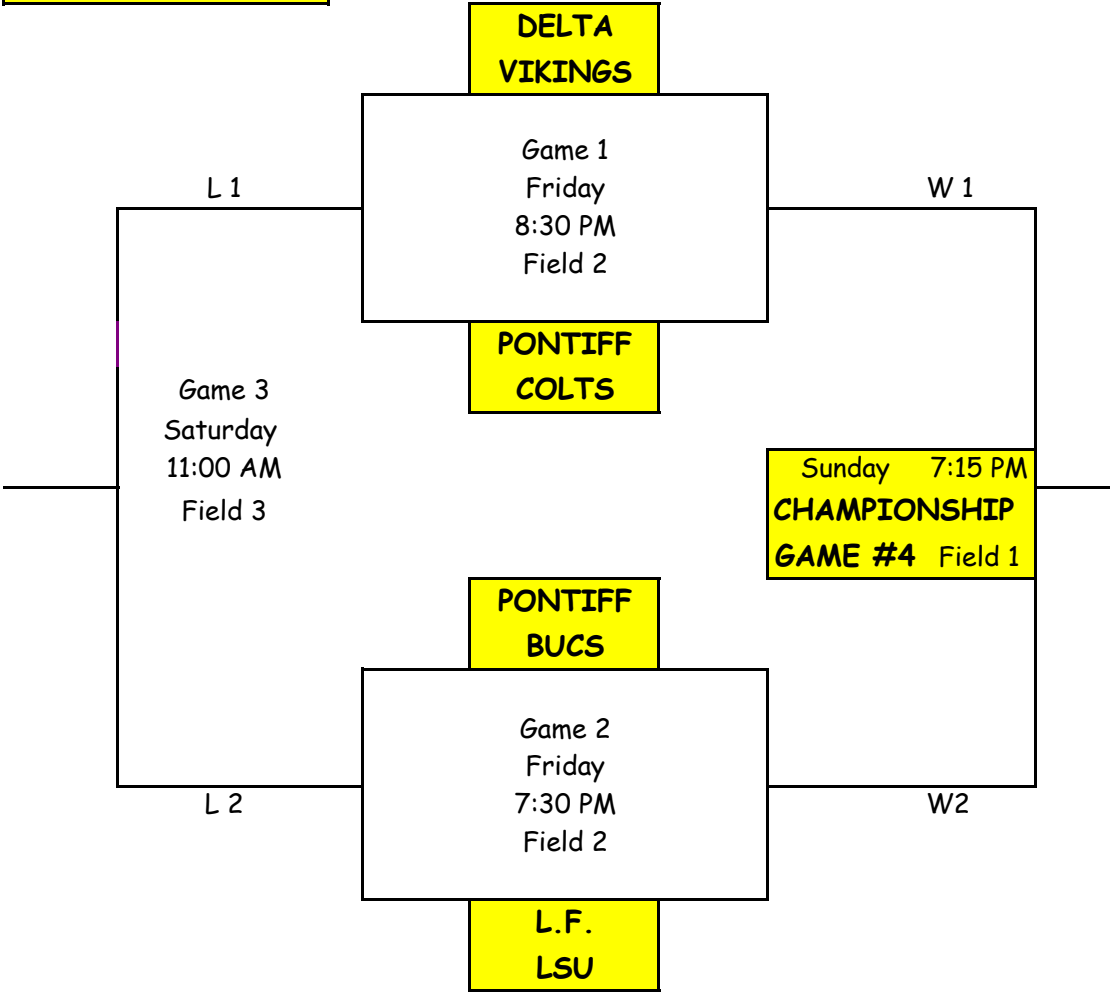 DELTA
VIKINGS
Game 1
Friday
8:30 PM
Field 2
L 1
W 1
PONTIFF
COLTS
Game 3
Saturday
11:00 AM
Field 3
Sunday 7:15 PM
CHAMPIONSHIP
GAME #4 Field 1
PONTIFF
BUCS
Game 2
Friday
7:30 PM
Field 2
L 2
W2
L.F.
LSU